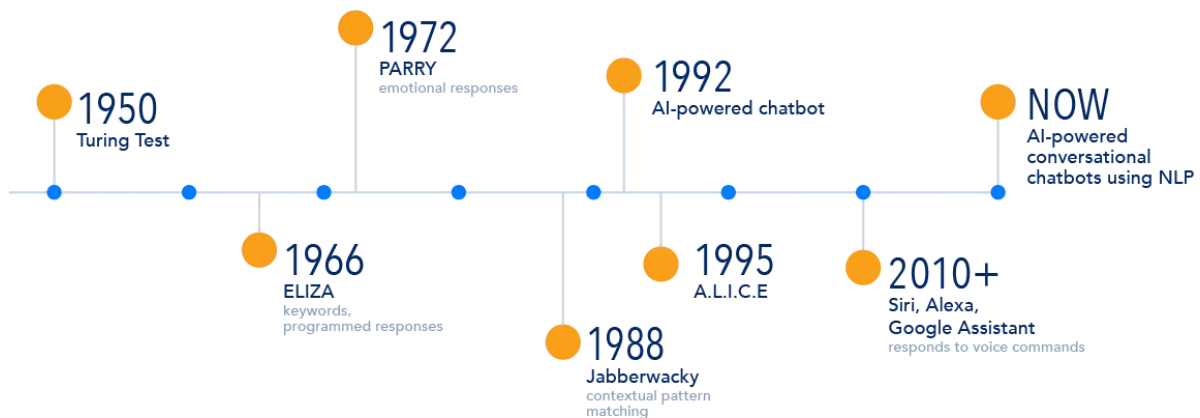 1950
Turing Test
1966
ELIZA
keywords,
programmed responses
1972
PARRY
emotional responses
1988
Jabberwacky
contextual pattern
matching
1992
AI-powered chatbot
1995
A.L.I.C.E
2010+
Siri, Alexa,
Google Assistant
responds to voice commands
NOW
AI-powered
conversational
chatbots using NLP